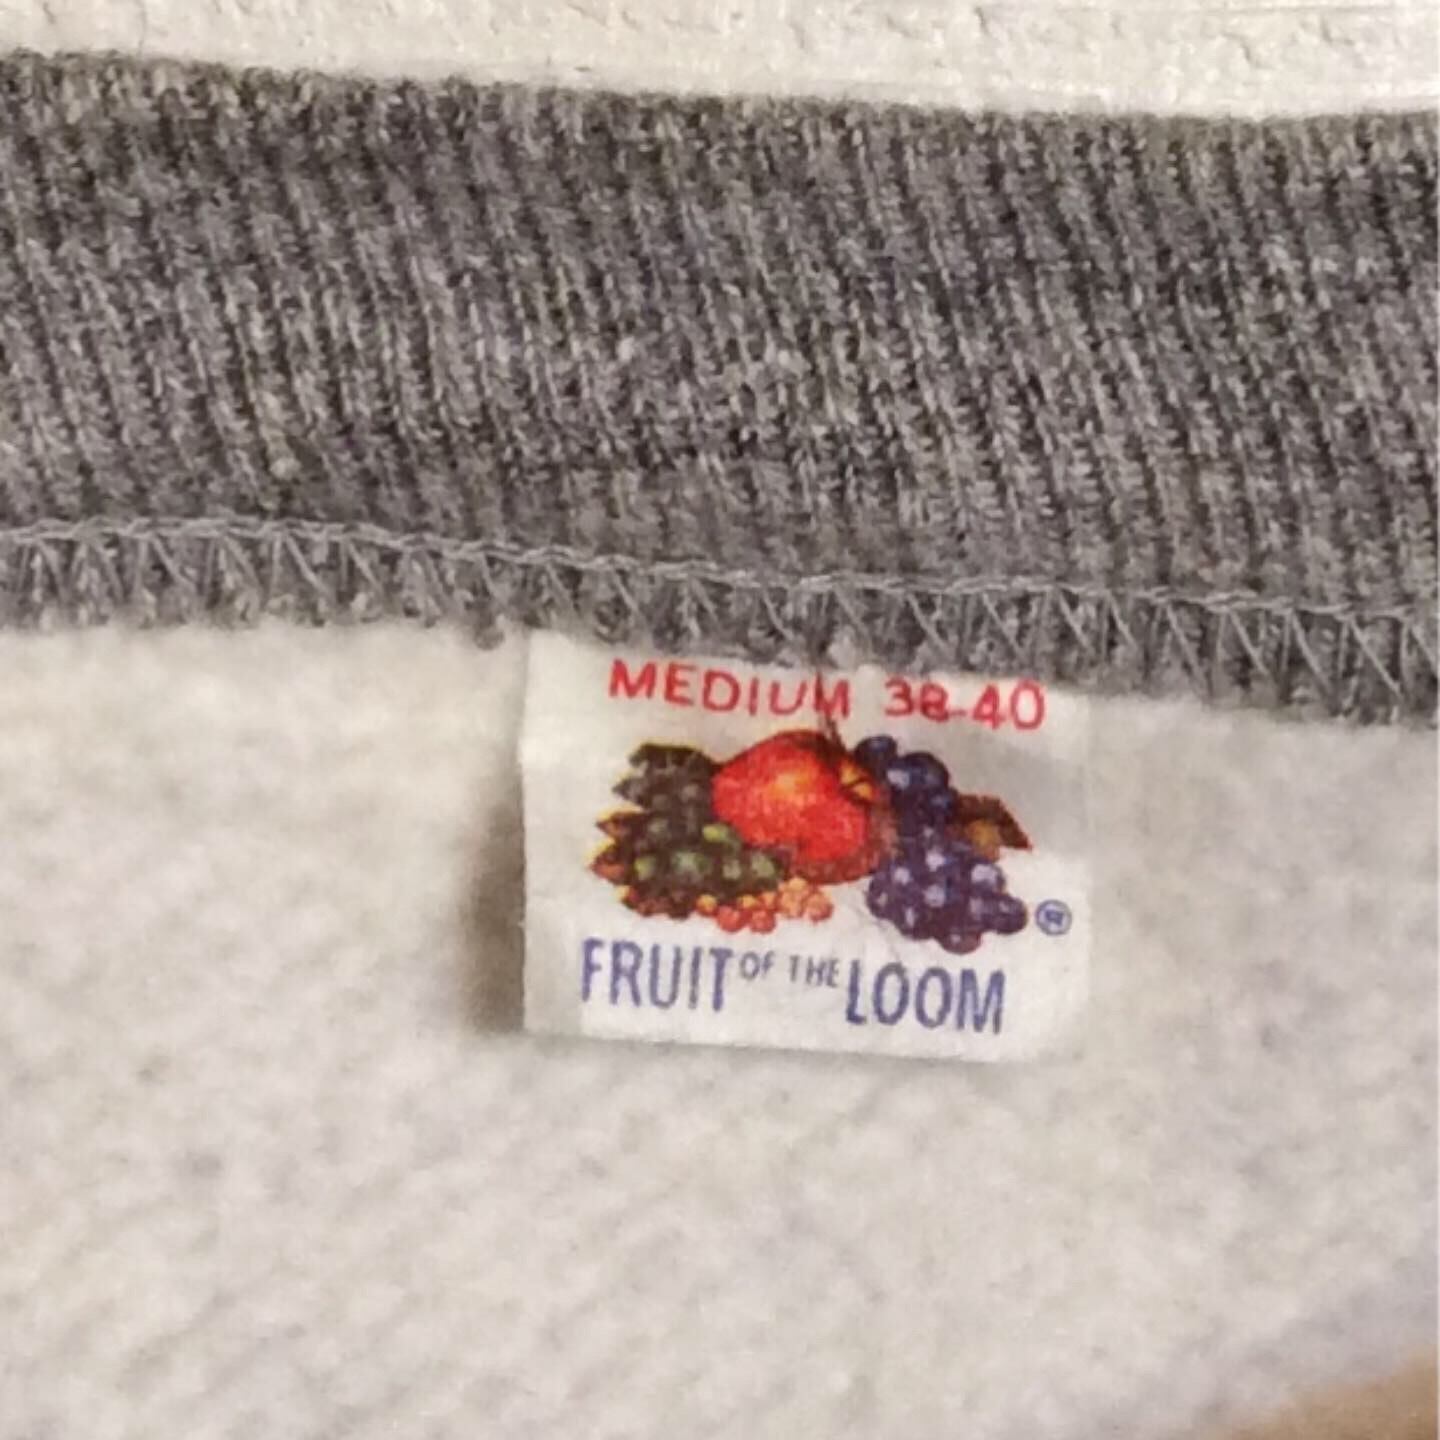 MEDIUM 38-40
®
FRUIT OF THE LOOM